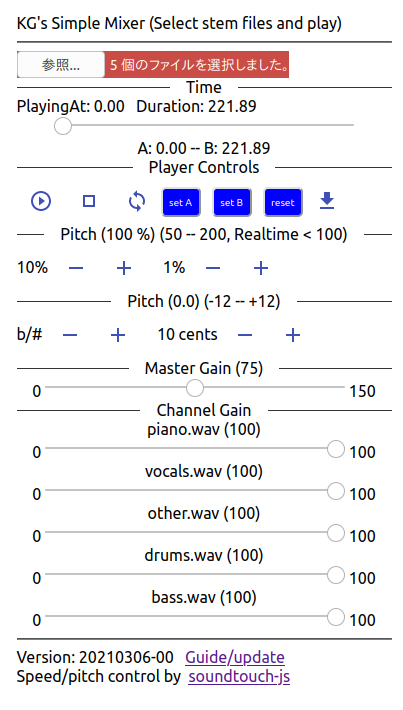 KG's Simple Mixer (Select stem files and play)
参照... 5 個のファイルを選択しました。
Time
PlayingAt: 0.00 Duration: 221.89
A: 0.00 -- B: 221.89
Player Controls
set A set B reset
Pitch (100 %) (50 -- 200, Realtime < 100)
10% 1%
Pitch (0.0) (-12 -- +12)
b/# 10 cents
Master Gain (75)
0 150
Channel Gain
piano.wav (100)
0 100
vocals.wav (100)
0 100
other.wav (100)
0 100
drums.wav (100)
0 100
bass.wav (100)
0 100
Version: 20210306-00 Guide/update
Speed/pitch control by soundtouch-js